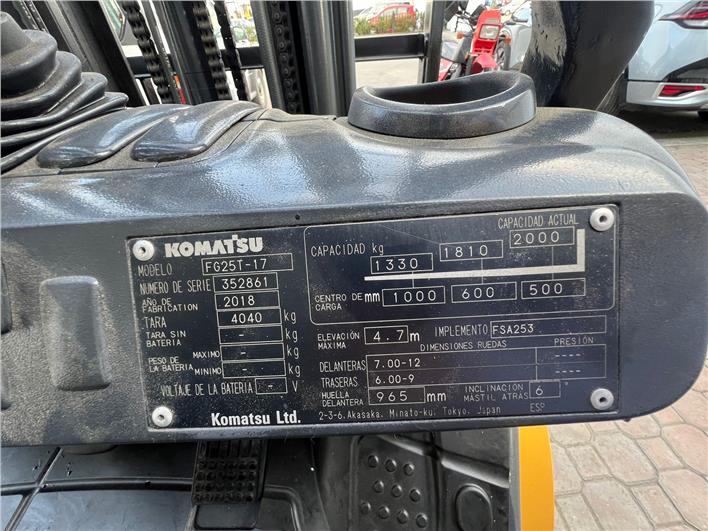 KOMATSU
MODELO FG25T-17
NUMERO DE SERIE 352861
AÑO DE FABRICATION 2018
TARA 4040 kg
TARA SIN BATERIA - kg
PESO DE LA BATERIA MAXIMO - kg
MINIMO - kg
VOLTAJE DE LA BATERIA - V
Komatsu Ltd.
CAPACIDAD ACTUAL
CAPACIDAD kg 1330 1810 2000
CENTRO DE CARGA mm 1000 600 500
ELEVACIÓN MÁXIMA 4.7 m IMPLEMENTO FSA253
DIMENSIONES RUEDAS PRESIÓN
DELANTERAS 7.00-12 ----
TRASERAS 6.00-9 ----
HUELLA DELANTERA 965 mm INCLINACIÓN MÁSTIL ATRÁS 6°
2-3-6, Akasaka, Minato-ku, Tokyo, Japan ESP